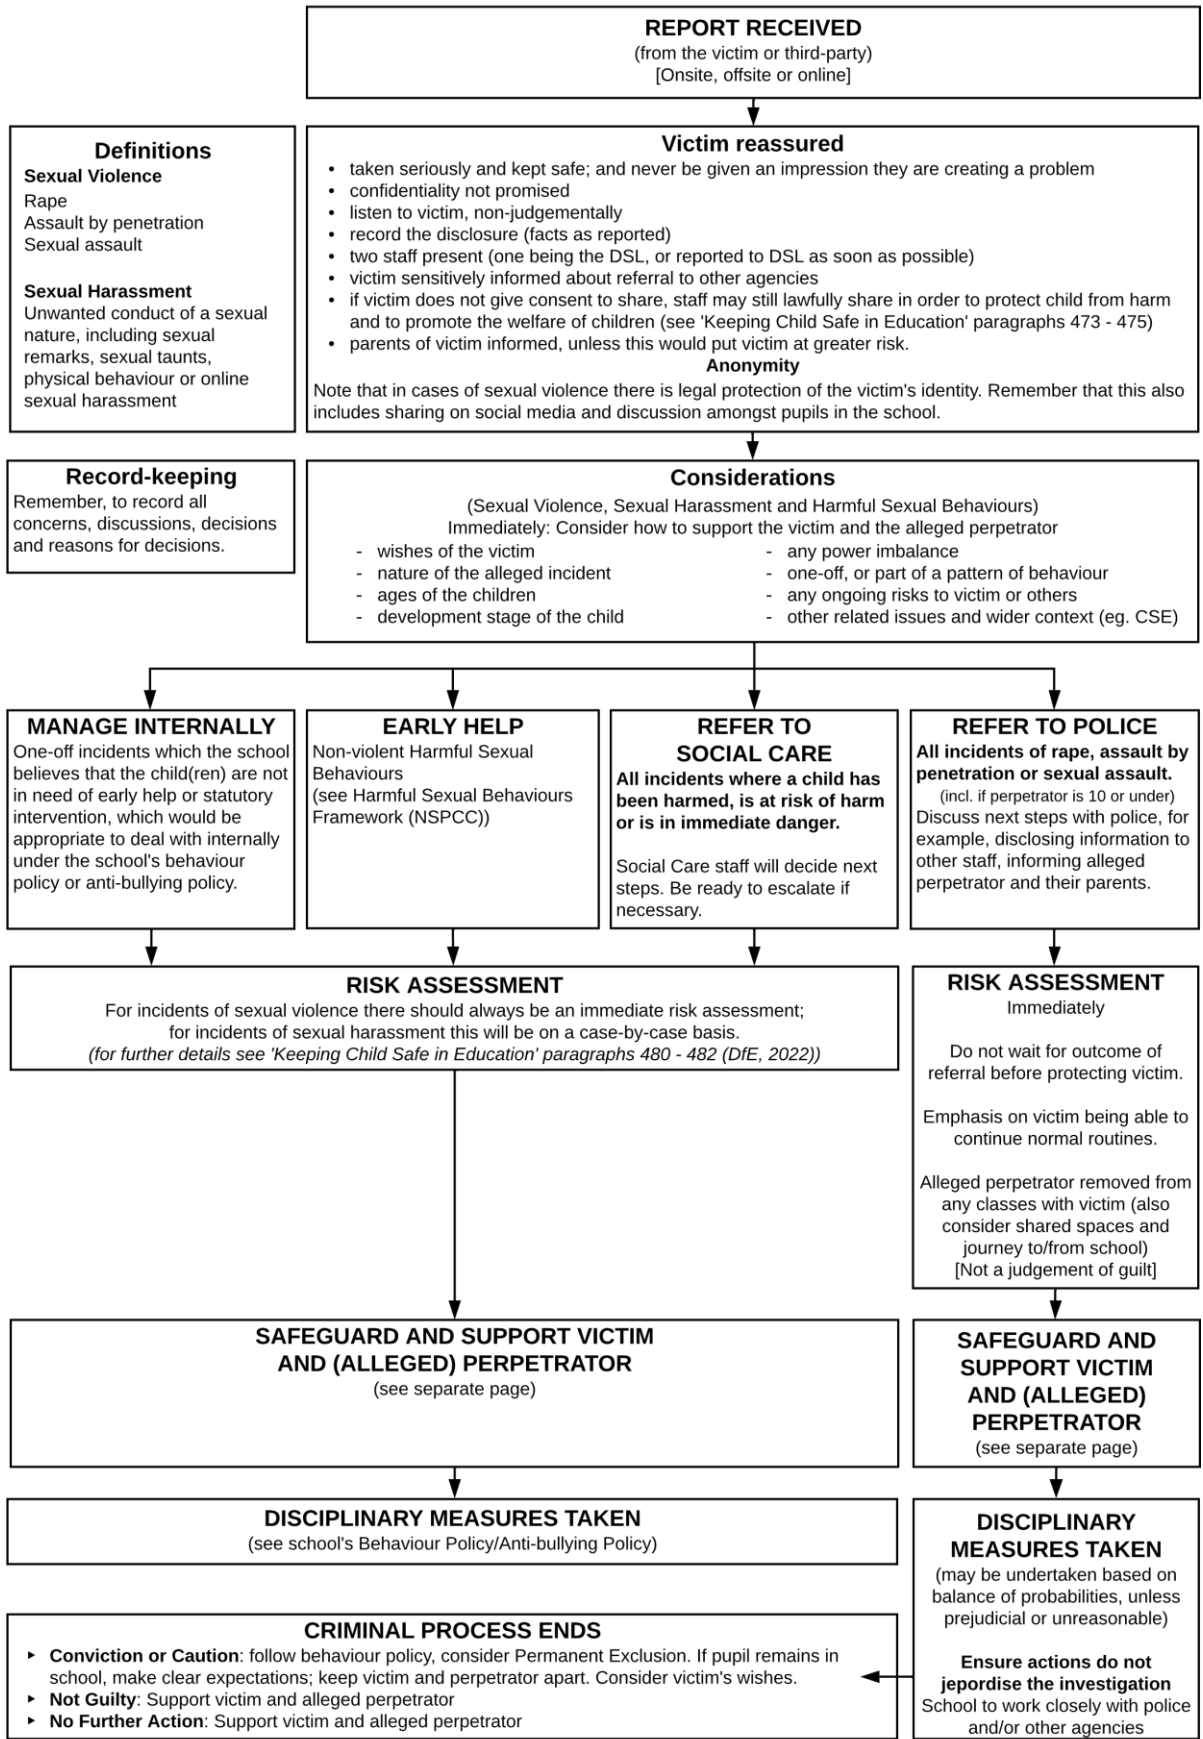 REPORT RECEIVED
(from the victim or third-party)
[Onsite, offsite or online]
Definitions
Sexual Violence
Rape
Assault by penetration
Sexual assault
Sexual Harassment
Unwanted conduct of a sexual
nature, including sexual
remarks, sexual taunts,
physical behaviour or online
sexual harassment
Victim reassured
• taken seriously and kept safe; and never be given an impression they are creating a problem
• confidentiality not promised
• listen to victim, non-judgementally
• record the disclosure (facts as reported)
• two staff present (one being the DSL, or reported to DSL as soon as possible)
• victim sensitively informed about referral to other agencies
• if victim does not give consent to share, staff may still lawfully share in order to protect child from harm
and to promote the welfare of children (see 'Keeping Child Safe in Education' paragraphs 473 - 475)
• parents of victim informed, unless this would put victim at greater risk.
Anonymity
Note that in cases of sexual violence there is legal protection of the victim's identity. Remember that this also
includes sharing on social media and discussion amongst pupils in the school.
Record-keeping
Remember, to record all
concerns, discussions, decisions
and reasons for decisions.
Considerations
(Sexual Violence, Sexual Harassment and Harmful Sexual Behaviours)
Immediately: Consider how to support the victim and the alleged perpetrator
- wishes of the victim
- nature of the alleged incident
- ages of the children
- development stage of the child
- any power imbalance
- one-off, or part of a pattern of behaviour
- any ongoing risks to victim or others
- other related issues and wider context (eg. CSE)
MANAGE INTERNALLY
One-off incidents which the school
believes that the child(ren) are not
in need of early help or statutory
intervention, which would be
appropriate to deal with internally
under the school's behaviour
policy or anti-bullying policy.
EARLY HELP
Non-violent Harmful Sexual
Behaviours
(see Harmful Sexual Behaviours
Framework (NSPCC))
REFER TO
SOCIAL CARE
All incidents where a child has
been harmed, is at risk of harm
or is in immediate danger.
Social Care staff will decide next
steps. Be ready to escalate if
necessary.
REFER TO POLICE
All incidents of rape, assault by
penetration or sexual assault.
(incl. if perpetrator is 10 or under)
Discuss next steps with police, for
example, disclosing information to
other staff, informing alleged
perpetrator and their parents.
RISK ASSESSMENT
For incidents of sexual violence there should always be an immediate risk assessment;
for incidents of sexual harassment this will be on a case-by-case basis.
(for further details see 'Keeping Child Safe in Education' paragraphs 480 - 482 (DfE, 2022))
RISK ASSESSMENT
Immediately
Do not wait for outcome of
referral before protecting victim.
Emphasis on victim being able to
continue normal routines.
Alleged perpetrator removed from
any classes with victim (also
consider shared spaces and
journey to/from school)
[Not a judgement of guilt]
SAFEGUARD AND SUPPORT VICTIM
AND (ALLEGED) PERPETRATOR
(see separate page)
SAFEGUARD AND
SUPPORT VICTIM
AND (ALLEGED)
PERPETRATOR
(see separate page)
DISCIPLINARY MEASURES TAKEN
(see school's Behaviour Policy/Anti-bullying Policy)
DISCIPLINARY
MEASURES TAKEN
(may be undertaken based on
balance of probabilities, unless
prejudicial or unreasonable)
Ensure actions do not
jepordise the investigation
School to work closely with police
and/or other agencies
CRIMINAL PROCESS ENDS
▸ Conviction or Caution: follow behaviour policy, consider Permanent Exclusion. If pupil remains in
school, make clear expectations; keep victim and perpetrator apart. Consider victim's wishes.
▸ Not Guilty: Support victim and alleged perpetrator
▸ No Further Action: Support victim and alleged perpetrator